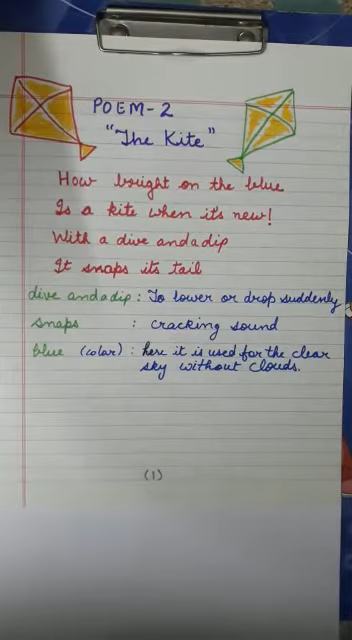 POEM-2
"The Kite"
How bright on the blue
Is a kite when it's new!
With a dive and a dip
It snaps its tail
dive and a dip : To lower or drop suddenly
snaps : cracking sound
blue (color) : here it is used for the clear
sky without clouds.
(1)